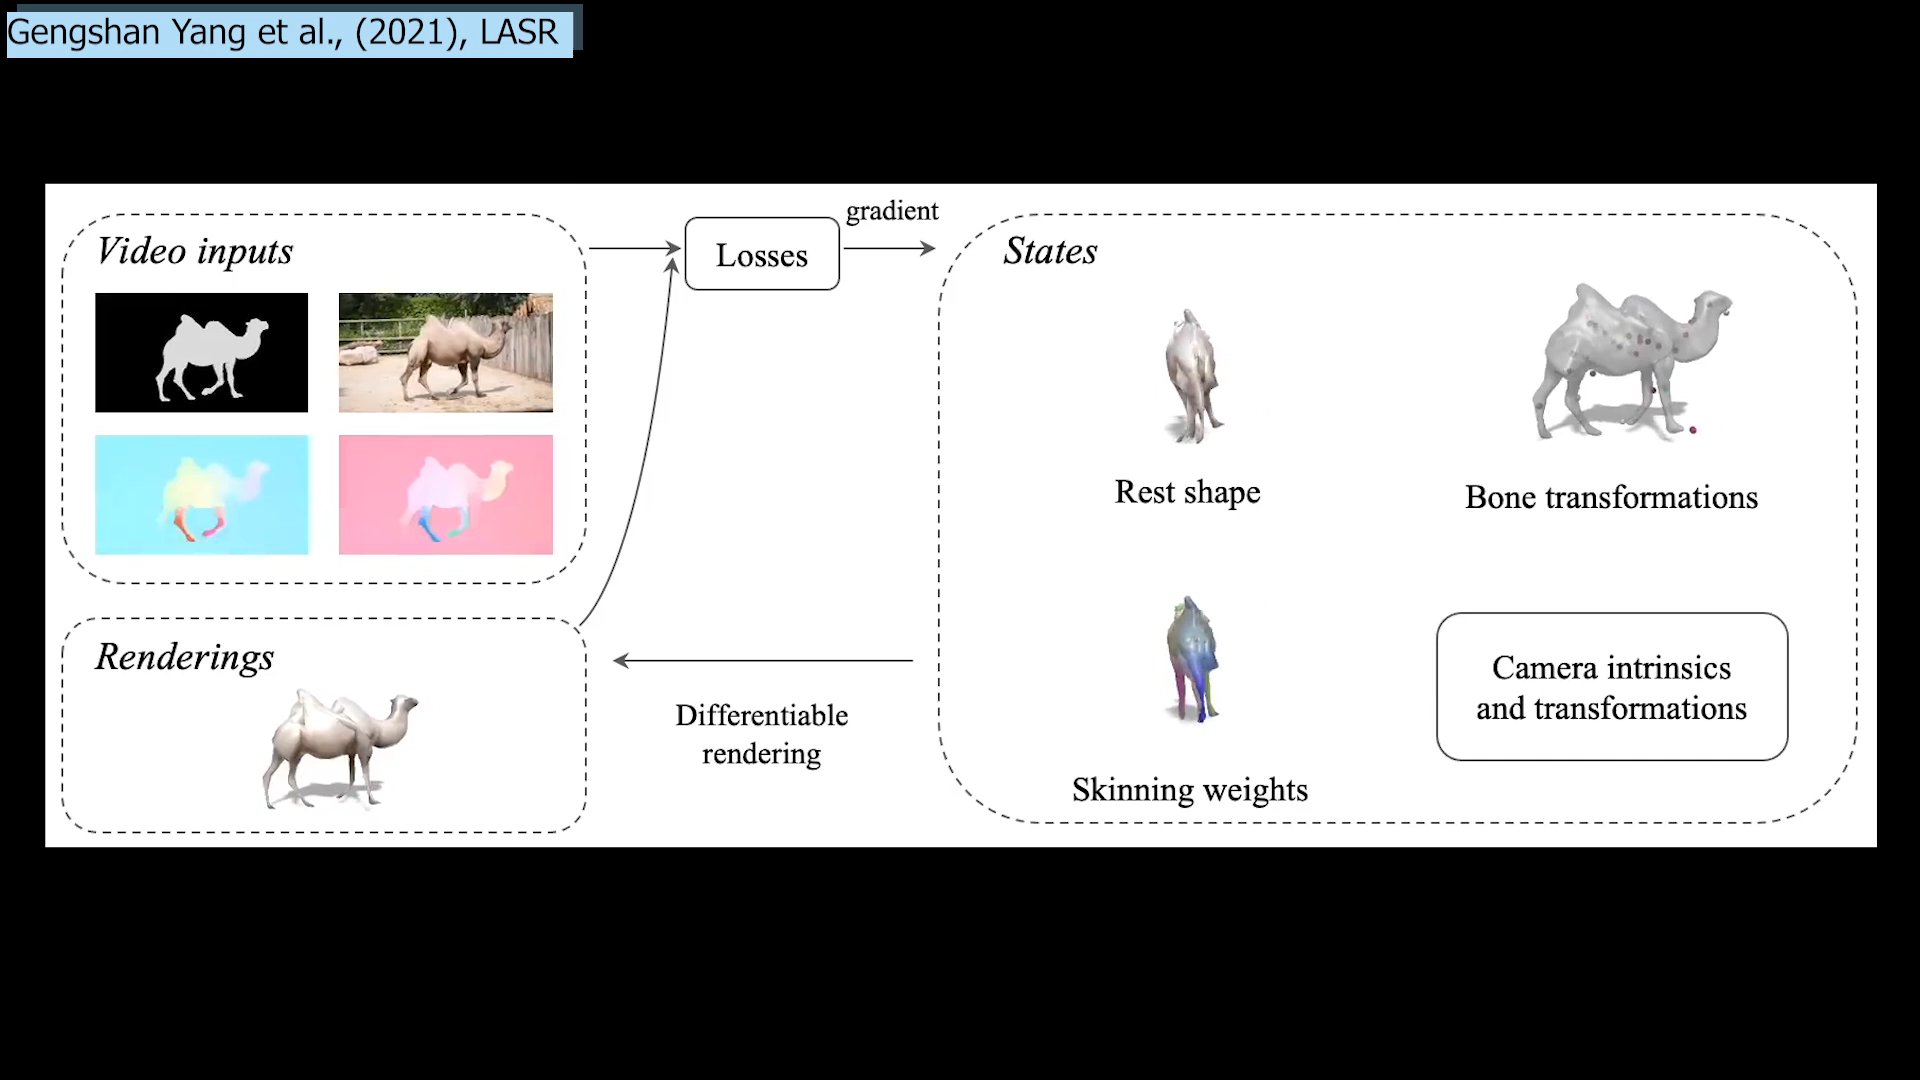 Gengshan Yang et al., (2021), LASR
Video inputs
Losses
gradient
States
Rest shape
Bone transformations
Renderings
Differentiable
rendering
Skinning weights
Camera intrinsics
and transformations